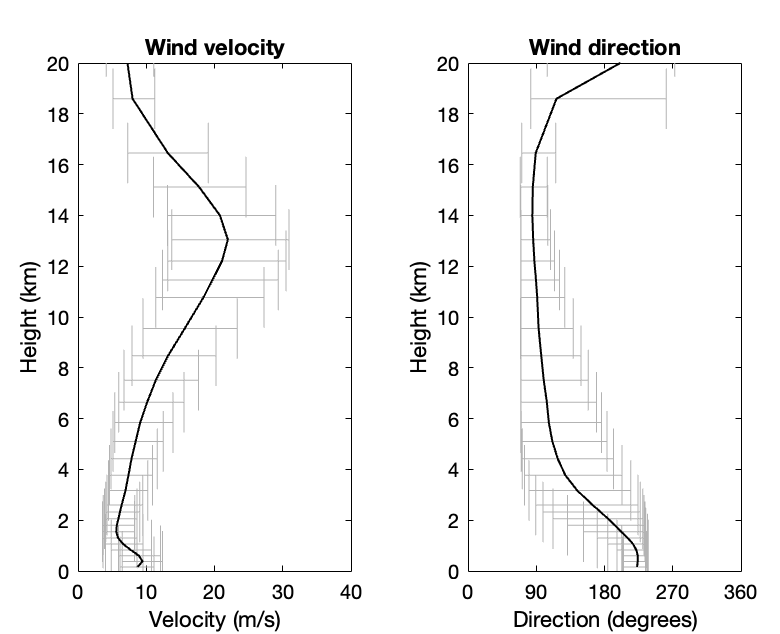 Wind velocity
20
18
16
14
12
10
8
6
4
2
0
Height (km)
0 10 20 30 40
Velocity (m/s)
Wind direction
20
18
16
14
12
10
8
6
4
2
0
Height (km)
0 90 180 270 360
Direction (degrees)